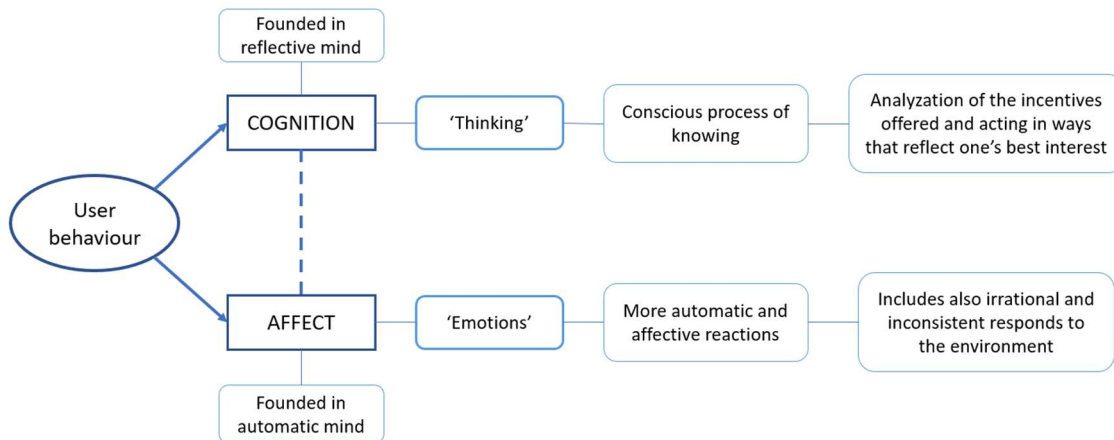 Founded in
reflective mind
COGNITION
‘Thinking’
Conscious process of
knowing
Analyzation of the incentives
offered and acting in ways
that reflect one’s best interest
User
behaviour
AFFECT
‘Emotions’
More automatic and
affective reactions
Includes also irrational and
inconsistent responds to
the environment
Founded in
automatic mind